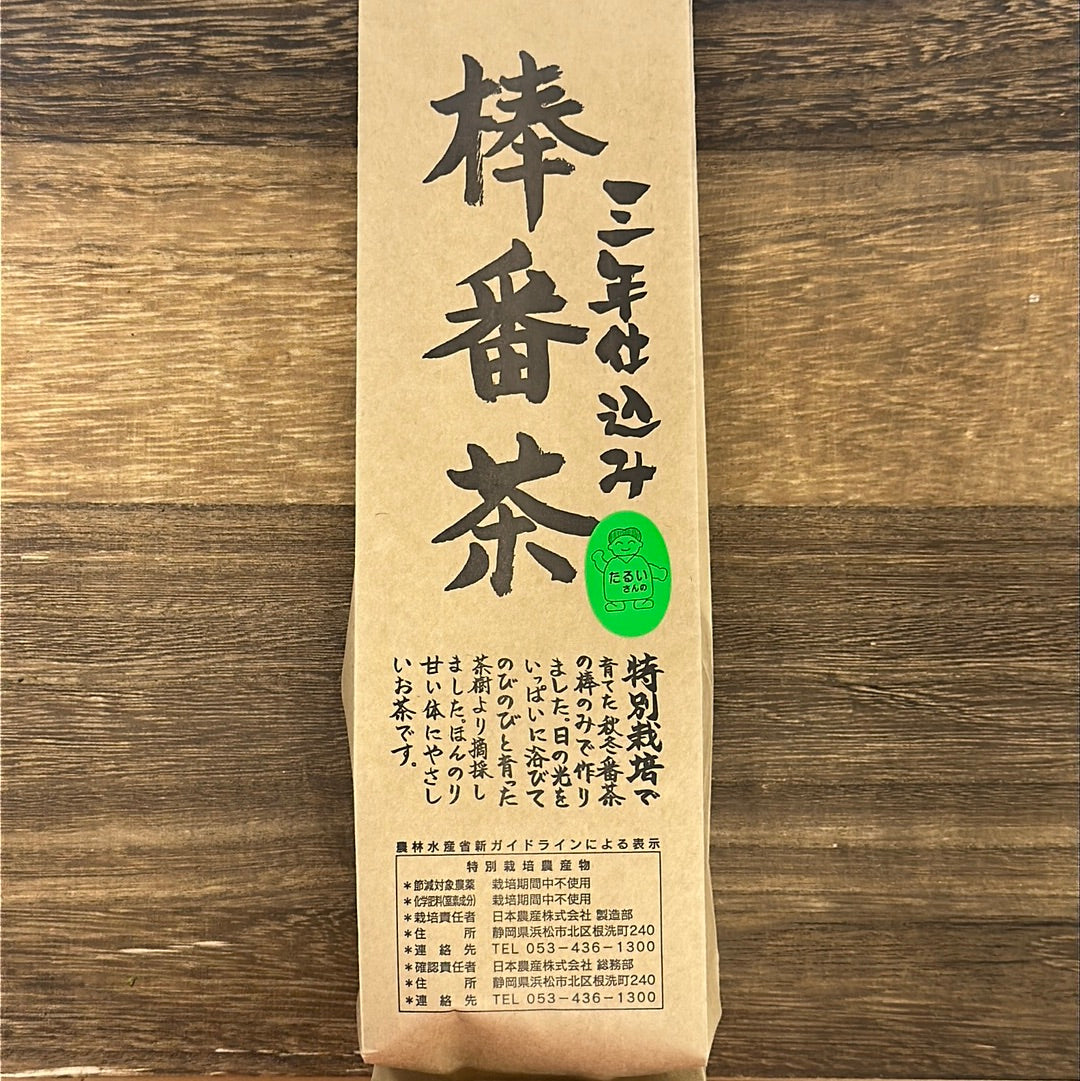 三年仕込み
棒番茶
たるい
さんの
特別栽培で
育てた秋冬番茶
の棒のみで作り
ました。日の光を
いっぱいに浴びて
のびのびと育った
茶樹より摘採し
ました。ほんのり
甘い体にやさし
いお茶です。
農林水産省新ガイドラインによる表示
特別栽培農産物
＊節減対象農薬 栽培期間中不使用
＊化学肥料(窒素成分) 栽培期間中不使用
＊栽培責任者 日本農産株式会社 製造部
＊住所 静岡県浜松市北区根洗町240
＊連絡先 TEL 053－436－1300
＊確認責任者 日本農産株式会社 総務部
＊住所 静岡県浜松市北区根洗町240
＊連絡先 TEL 053－436－1300